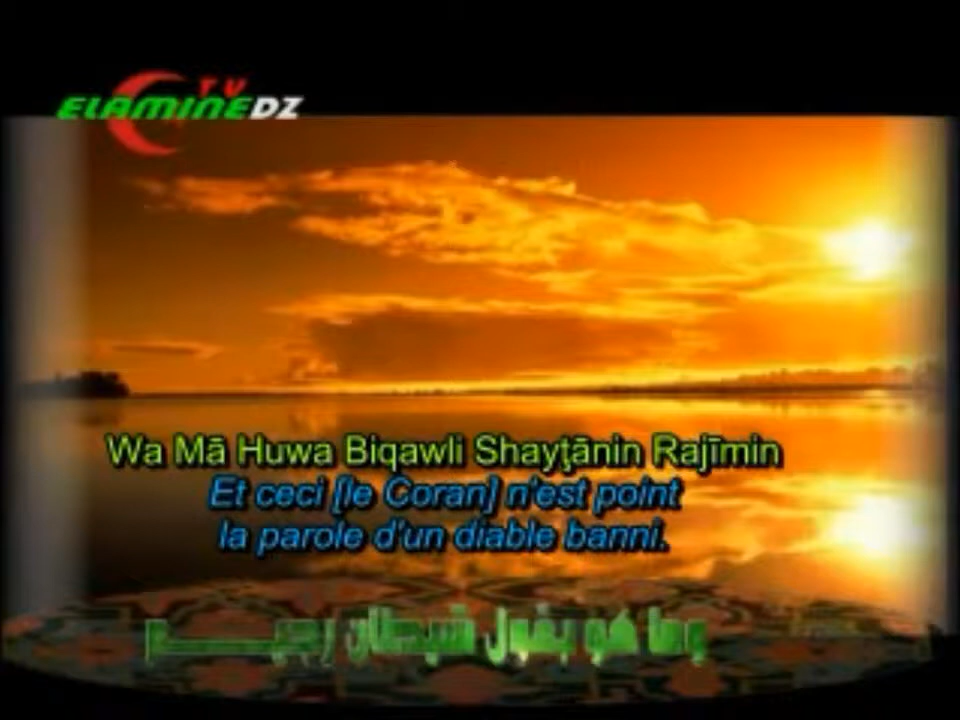 TV
ELAMINEDZ
Wa Mā Huwa Biqawli Shayţānin Rajīmin
Et ceci [le Coran] n'est point
la parole d'un diable banni.
وما هو بقول شيطان رجيم